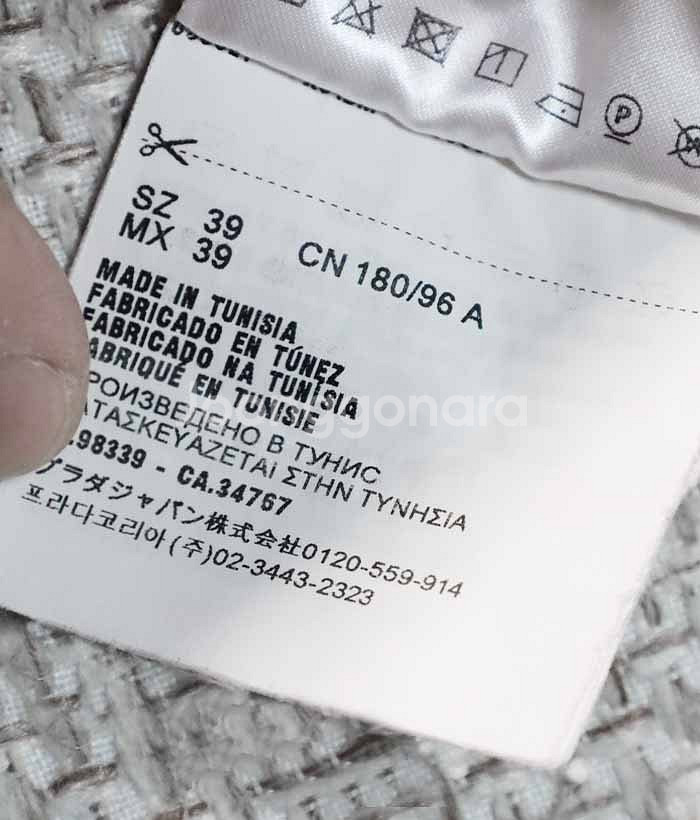 SZ 39
MX 39
CN 180/96 A
MADE IN TUNISIA
FABRICADO EN TÚNEZ
FABRICADO NA TUNÍSIA
ABRIQUÉ EN TUNISIE
РОИЗВЕДЕНО В ТУНИС
ΑΤΑΣΚΕΥΑΖΕΤΑΙ ΣΤΗΝ ΤΥΝΗΣΙΑ
.98339 - CA.34767
プラダジャパン株式会社0120-559-914
프라다코리아(주)02-3443-2323
joonggonara
P